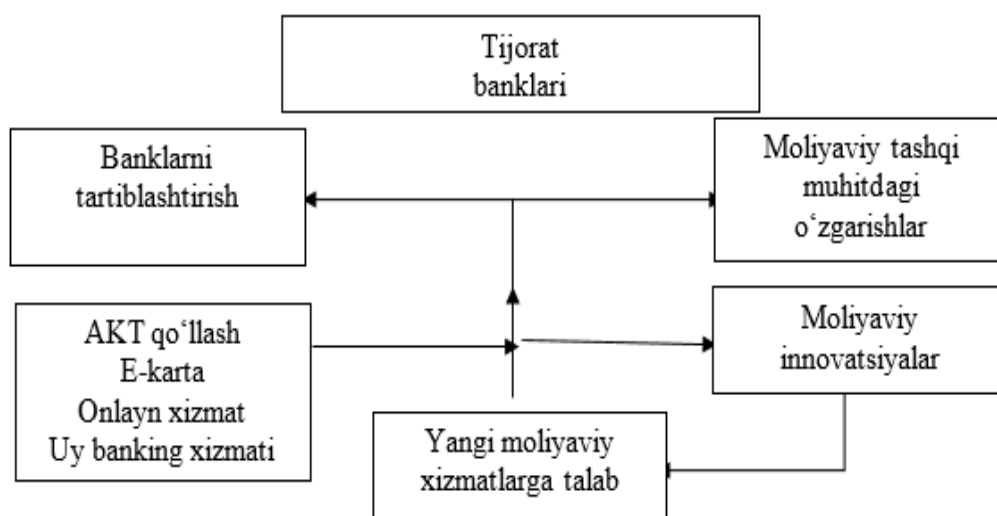 Tijorat
banklari
Banklarni
tartiblashtirish
Moliyaviy tashqi
muhitdagi
o‘zgarishlar
AKT qo‘llash
E-karta
Onlayn xizmat
Uy banking xizmati
Moliyaviy
innovatsiyalar
Yangi moliyaviy
xizmatlarga talab